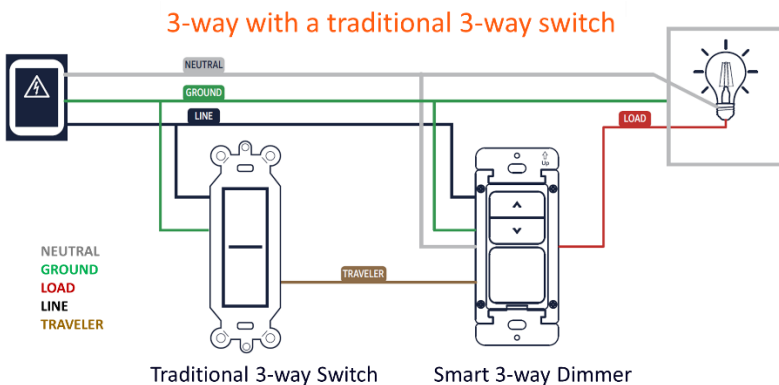 3-way with a traditional 3-way switch
NEUTRAL
GROUND
LINE
LOAD
Up
NEUTRAL
GROUND
LOAD
LINE
TRAVELER
TRAVELER
Traditional 3-way Switch
Smart 3-way Dimmer